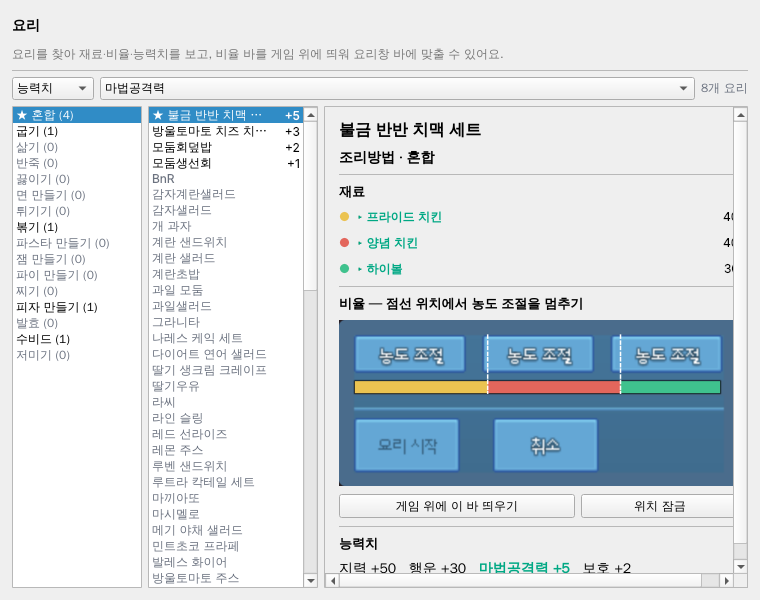 요리
요리를 찾아 재료·비율·능력치를 보고, 비율 바를 게임 위에 띄워 요리창 바에 맞출 수 있어요.
능력치
마법공격력
8개 요리
★ 혼합 (4)
굽기 (1)
삶기 (0)
반죽 (0)
끓이기 (0)
면 만들기 (0)
튀기기 (0)
볶기 (1)
파스타 만들기 (0)
잼 만들기 (0)
파이 만들기 (0)
찌기 (0)
피자 만들기 (1)
발효 (0)
수비드 (1)
저미기 (0)
★ 불금 반반 치맥 … +5
방울토마토 치즈 치… +3
모둠회덮밥 +2
모둠생선회 +1
BnR
감자계란샐러드
감자샐러드
개 과자
계란 샌드위치
계란 샐러드
계란초밥
과일 모둠
과일샐러드
그라니타
나레스 케익 세트
다이어트 연어 샐러드
딸기 생크림 크레이프
딸기우유
라씨
라인 슬링
레드 선라이즈
레몬 주스
루벤 샌드위치
루트라 칵테일 세트
마끼아또
마시멜로
메기 야채 샐러드
민트초코 프라페
발레스 화이어
방울토마토 주스
불금 반반 치맥 세트
조리방법 · 혼합
재료
프라이드 치킨
양념 치킨
하이볼
비율 — 점선 위치에서 농도 조절을 멈추기
농도 조절 농도 조절 농도 조절
요리 시작 취소
게임 위에 이 바 띄우기 위치 잠금
능력치
지력 +50 행운 +30 마법공격력 +5 보호 +2